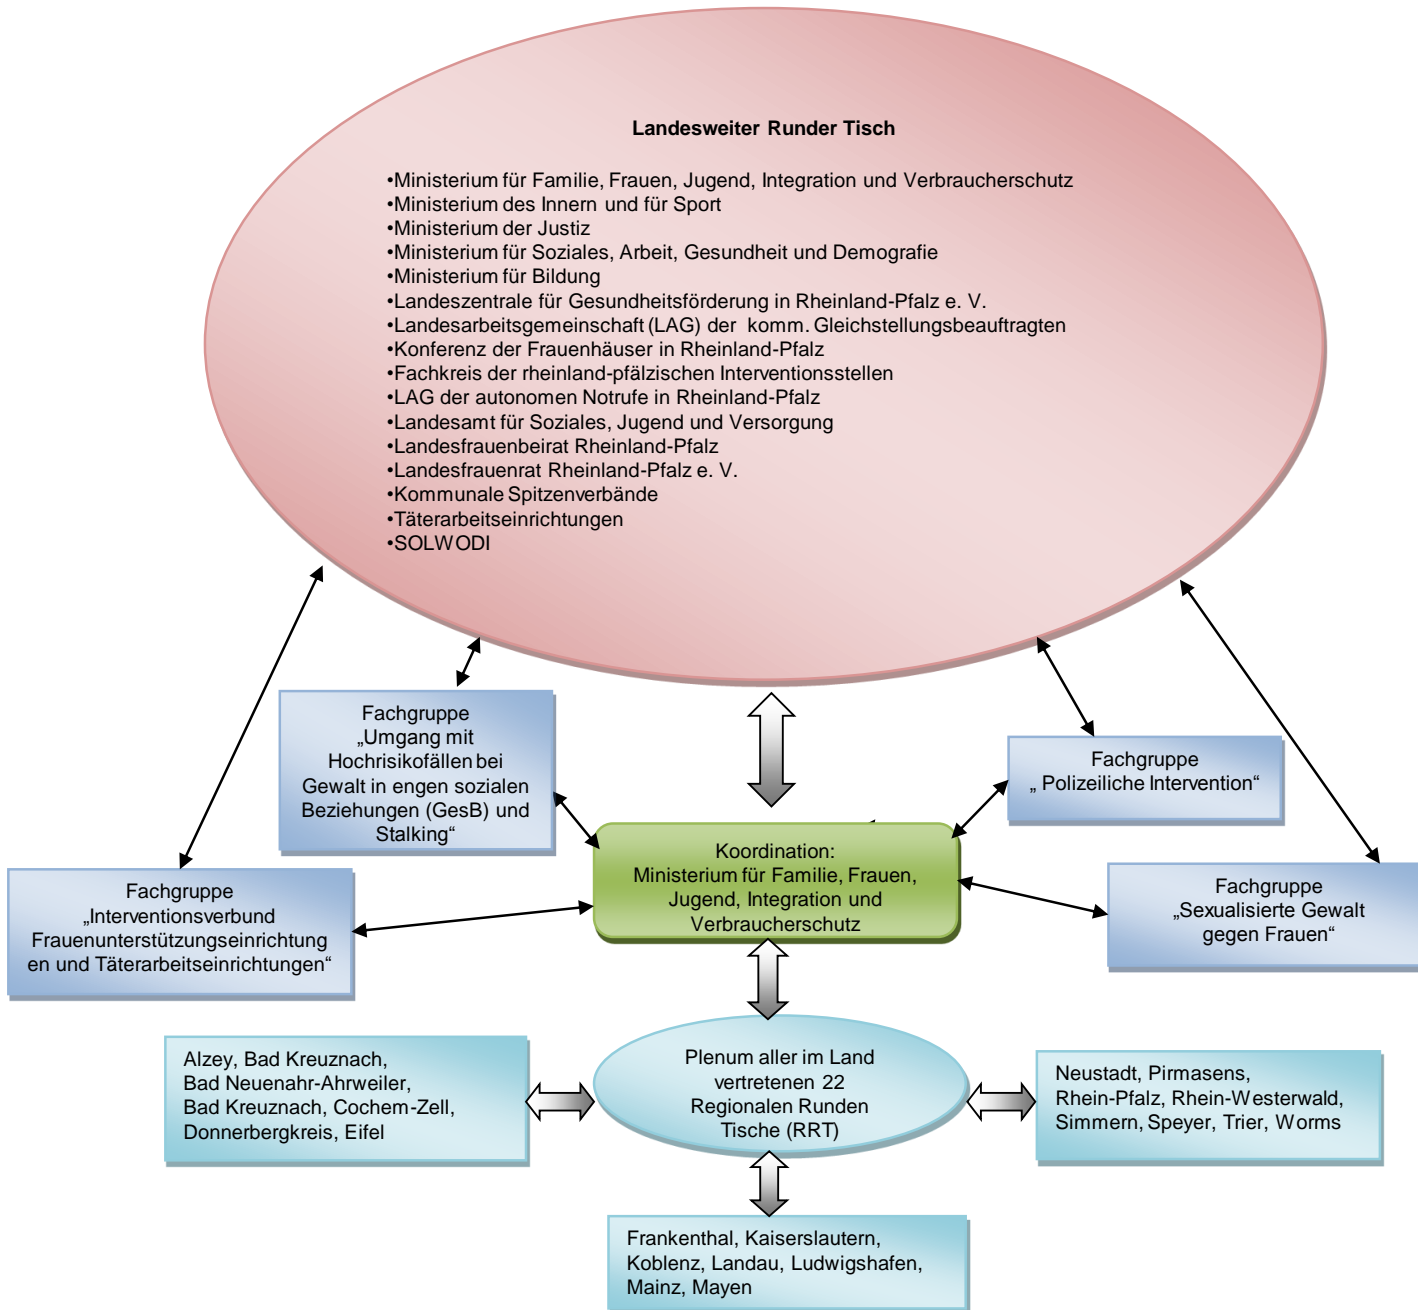 Landesweiter Runder Tisch
•Ministerium für Familie, Frauen, Jugend, Integration und Verbraucherschutz
•Ministerium des Innern und für Sport
•Ministerium der Justiz
•Ministerium für Soziales, Arbeit, Gesundheit und Demografie
•Ministerium für Bildung
•Landeszentrale für Gesundheitsförderung in Rheinland-Pfalz e. V.
•Landesarbeitsgemeinschaft (LAG) der komm. Gleichstellungsbeauftragten
•Konferenz der Frauenhäuser in Rheinland-Pfalz
•Fachkreis der rheinland-pfälzischen Interventionsstellen
•LAG der autonomen Notrufe in Rheinland-Pfalz
•Landesamt für Soziales, Jugend und Versorgung
•Landesfrauenbeirat Rheinland-Pfalz
•Landesfrauenrat Rheinland-Pfalz e. V.
•Kommunale Spitzenverbände
•Täterarbeitseinrichtungen
•SOLWODI
Fachgruppe
„Umgang mit
Hochrisikofällen bei
Gewalt in engen sozialen
Beziehungen (GesB) und
Stalking“
Fachgruppe
„ Polizeiliche Intervention“
Koordination:
Ministerium für Familie, Frauen,
Jugend, Integration und
Verbraucherschutz
Fachgruppe
„Interventionsverbund
Frauenunterstützungseinrichtung
en und Täterarbeitseinrichtungen“
Fachgruppe
„Sexualisierte Gewalt
gegen Frauen“
Alzey, Bad Kreuznach,
Bad Neuenahr-Ahrweiler,
Bad Kreuznach, Cochem-Zell,
Donnerbergkreis, Eifel
Plenum aller im Land
vertretenen 22
Regionalen Runden
Tische (RRT)
Neustadt, Pirmasens,
Rhein-Pfalz, Rhein-Westerwald,
Simmern, Speyer, Trier, Worms
Frankenthal, Kaiserslautern,
Koblenz, Landau, Ludwigshafen,
Mainz, Mayen